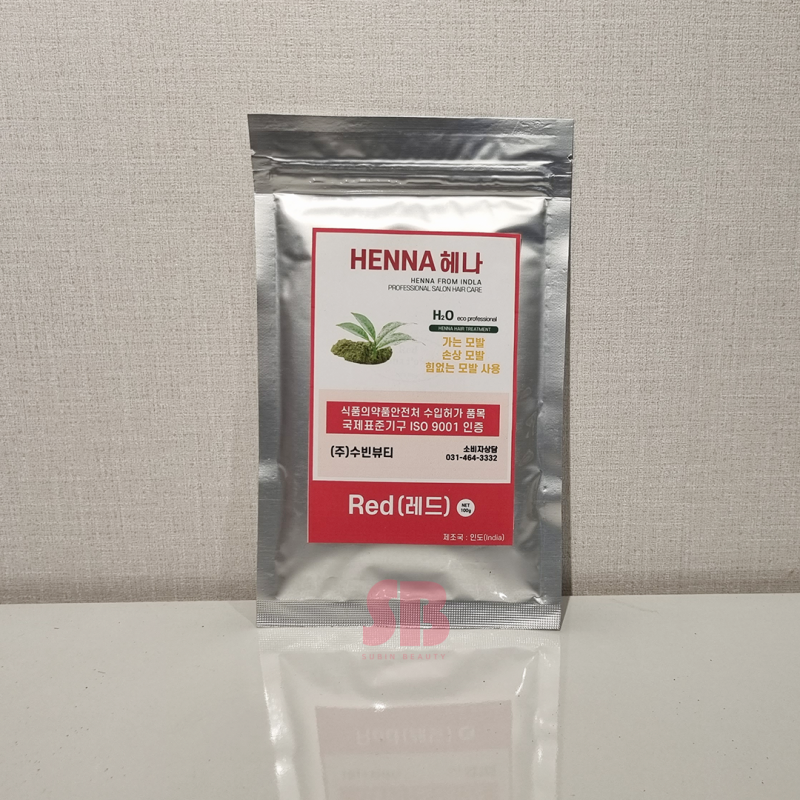 HENNA 헤나
HENNA FROM INDLA
PROFESSIONAL SALON HAIR CARE
H₂O eco professional
HENNA HAIR TREATMENT
가는 모발
손상 모발
힘없는 모발 사용
식품의약품안전처 수입허가 품목
국제표준기구 ISO 9001 인증
(주)수빈뷰티
소비자상담
031-464-3332
Red (레드)
NET
100g
제조국 : 인도(India)
SB
SUBIN BEAUTY